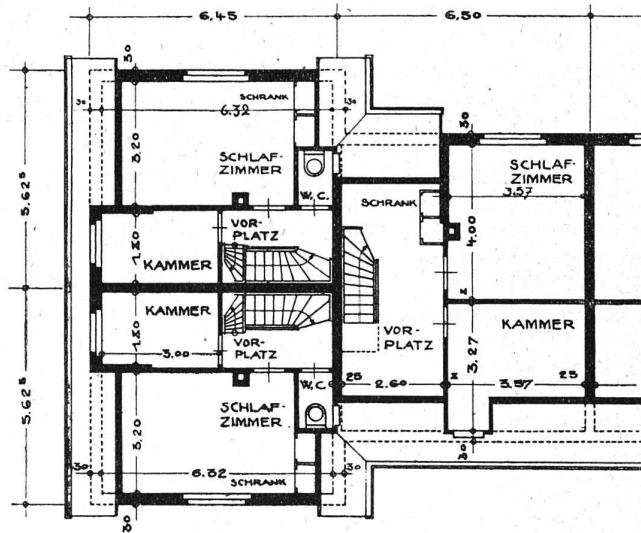 6.45
6.50
30
SCHRANK
30
6.32
30
30
3.20
SCHLAF-
ZIMMER
SCHLAF-
ZIMMER
3.57
W.C.
SCHRANK
5.62⁵
VOR-
PLATZ
4.00
1.80
KAMMER
KAMMER
KAMMER
1.80
VOR-
PLATZ
VOR-
PLATZ
3.00
3.27
W.C.
25
2.60
3.57
25
5.62⁵
SCHLAF-
ZIMMER
3.20
30
6.32
30
SCHRANK
30
30